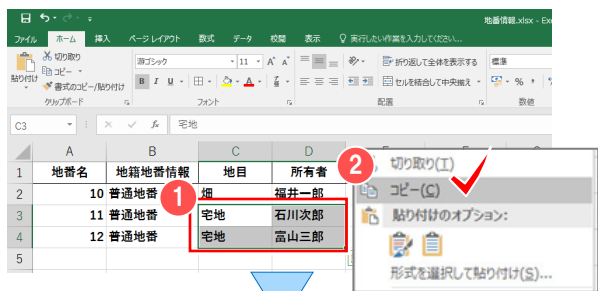 地番情報.xlsx - Exc
ファイル ホーム 挿入 ページ レイアウト 数式 データ 校閲 表示 実行したい作業を入力してください...
貼り付け 切り取り コピー 書式のコピー/貼り付け
游ゴシック 11 A A
B I U A
折り返して全体を表示する
セルを結合して中央揃え
標準
% ,
クリップボード フォント 配置 数値
C3 fx 宅地
A B C D
1 地番名 地籍地番情報 地目 所有者
2 10 普通地番 畑 福井一郎
3 11 普通地番 宅地 石川次郎
4 12 普通地番 宅地 富山三郎
5
1
2
切り取り(T)
コピー(C)
貼り付けのオプション:
形式を選択して貼り付け(S)...